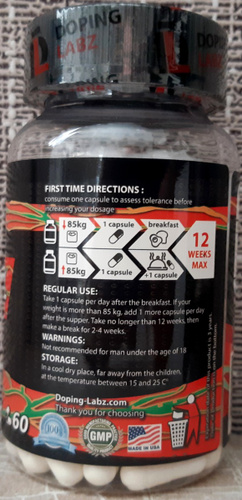 DOPING
LABZ
FIRST TIME DIRECTIONS :
consume one capsule to assess tolerance before
increasing your dosage
↓85kg 1 capsule breakfast
↑85kg 1 capsule +1 capsule
12
WEEKS
MAX
REGULAR USE:
Take 1 capsule per day after the breakfast. If your
weight is more than 85 kg, add 1 more capsule per day
after the supper. Take no longer than 12 weeks, then
make a break for 2-4 weeks.
WARNINGS:
Not recommended for man under the age of 18
STORAGE:
In a cool dry place, far away from the children,
at the temperature between 15 and 25 C°
Doping-Labz.com
Thank you for choosing
60
GMP
MADE IN USA